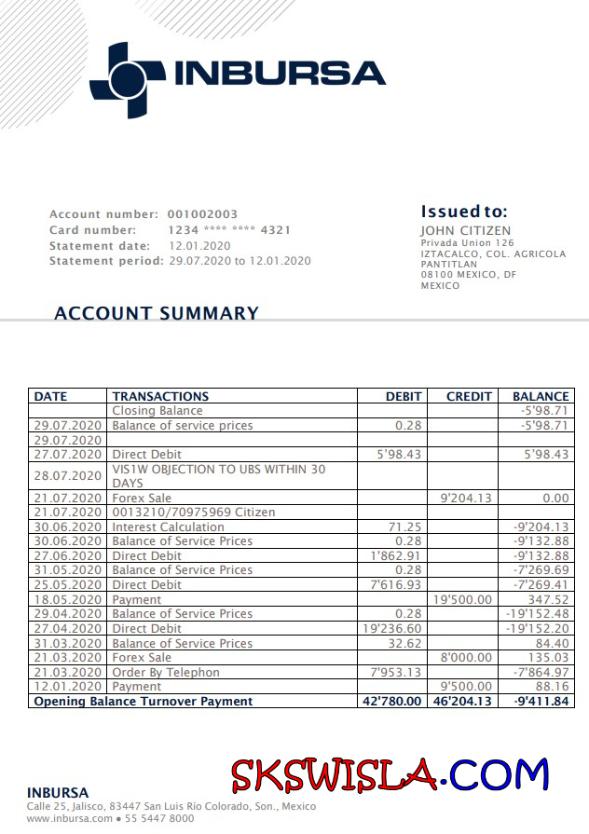 INBURSA
Account number: 001002003
Card number: 1234 **** **** 4321
Statement date: 12.01.2020
Statement period: 29.07.2020 to 12.01.2020
Issued to:
JOHN CITIZEN
Privada Union 126
IZTACALCO, COL. AGRICOLA
PANTITLAN
08100 MEXICO, DF
MEXICO
ACCOUNT SUMMARY
DATE TRANSACTIONS DEBIT CREDIT BALANCE
Closing Balance -5'98.71
29.07.2020 Balance of service prices 0.28 -5'98.71
29.07.2020
27.07.2020 Direct Debit 5'98.43 5'98.43
28.07.2020 VIS1W OBJECTION TO UBS WITHIN 30
DAYS
21.07.2020 Forex Sale 9'204.13 0.00
21.07.2020 0013210/70975969 Citizen
30.06.2020 Interest Calculation 71.25 -9'204.13
30.06.2020 Balance of Service Prices 0.28 -9'132.88
27.06.2020 Direct Debit 1'862.91 -9'132.88
31.05.2020 Balance of Service Prices 0.28 -7'269.69
25.05.2020 Direct Debit 7'616.93 -7'269.41
18.05.2020 Payment 19'500.00 347.52
29.04.2020 Balance of Service Prices 0.28 -19'152.48
27.04.2020 Direct Debit 19'236.60 -19'152.20
31.03.2020 Balance of Service Prices 32.62 84.40
21.03.2020 Forex Sale 8'000.00 135.03
21.03.2020 Order By Telephon 7'953.13 -7'864.97
12.01.2020 Payment 9'500.00 88.16
Opening Balance Turnover Payment 42'780.00 46'204.13 -9'411.84
SKSWISLA.COM
INBURSA
Calle 25, Jalisco, 83447 San Luis Río Colorado, Son., Mexico
www.inbursa.com ● 55 5447 8000